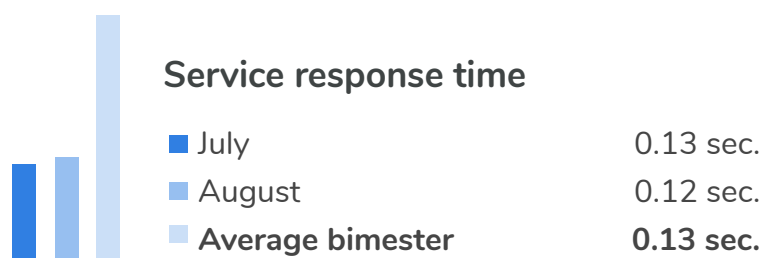 Service response time
July 0.13 sec.
August 0.12 sec.
Average bimester 0.13 sec.